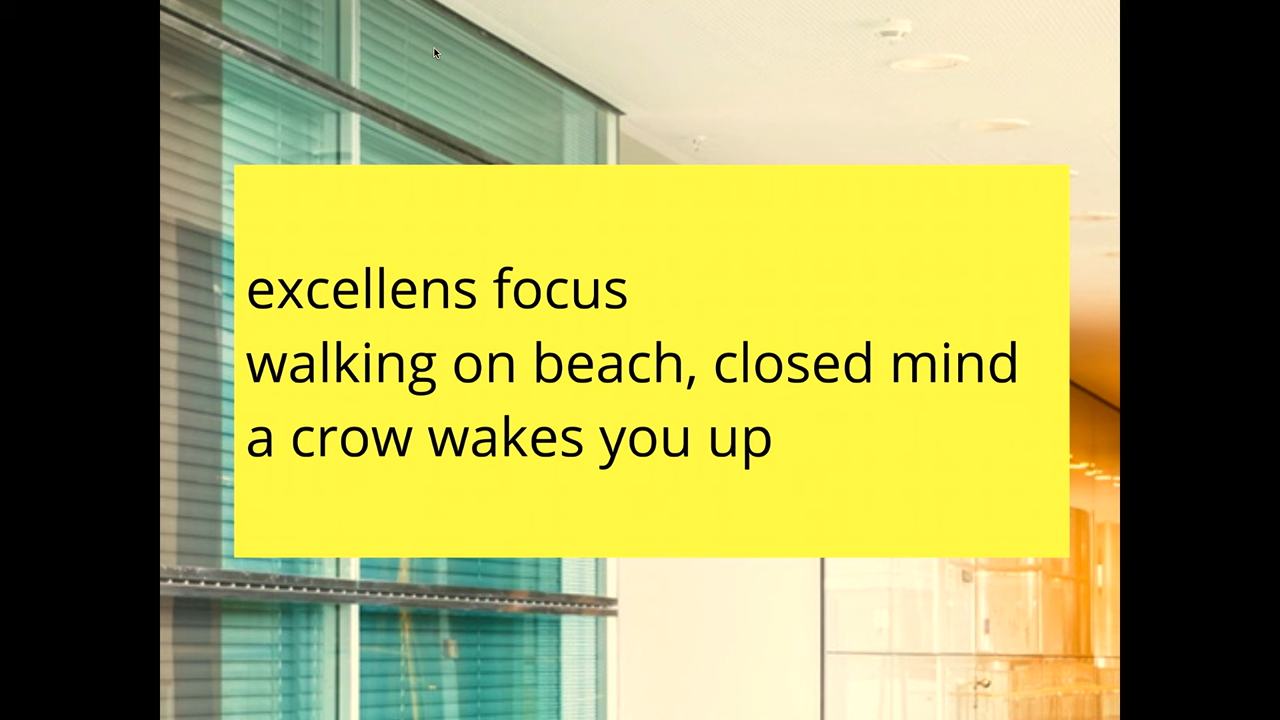 excellens focus
walking on beach, closed mind
a crow wakes you up